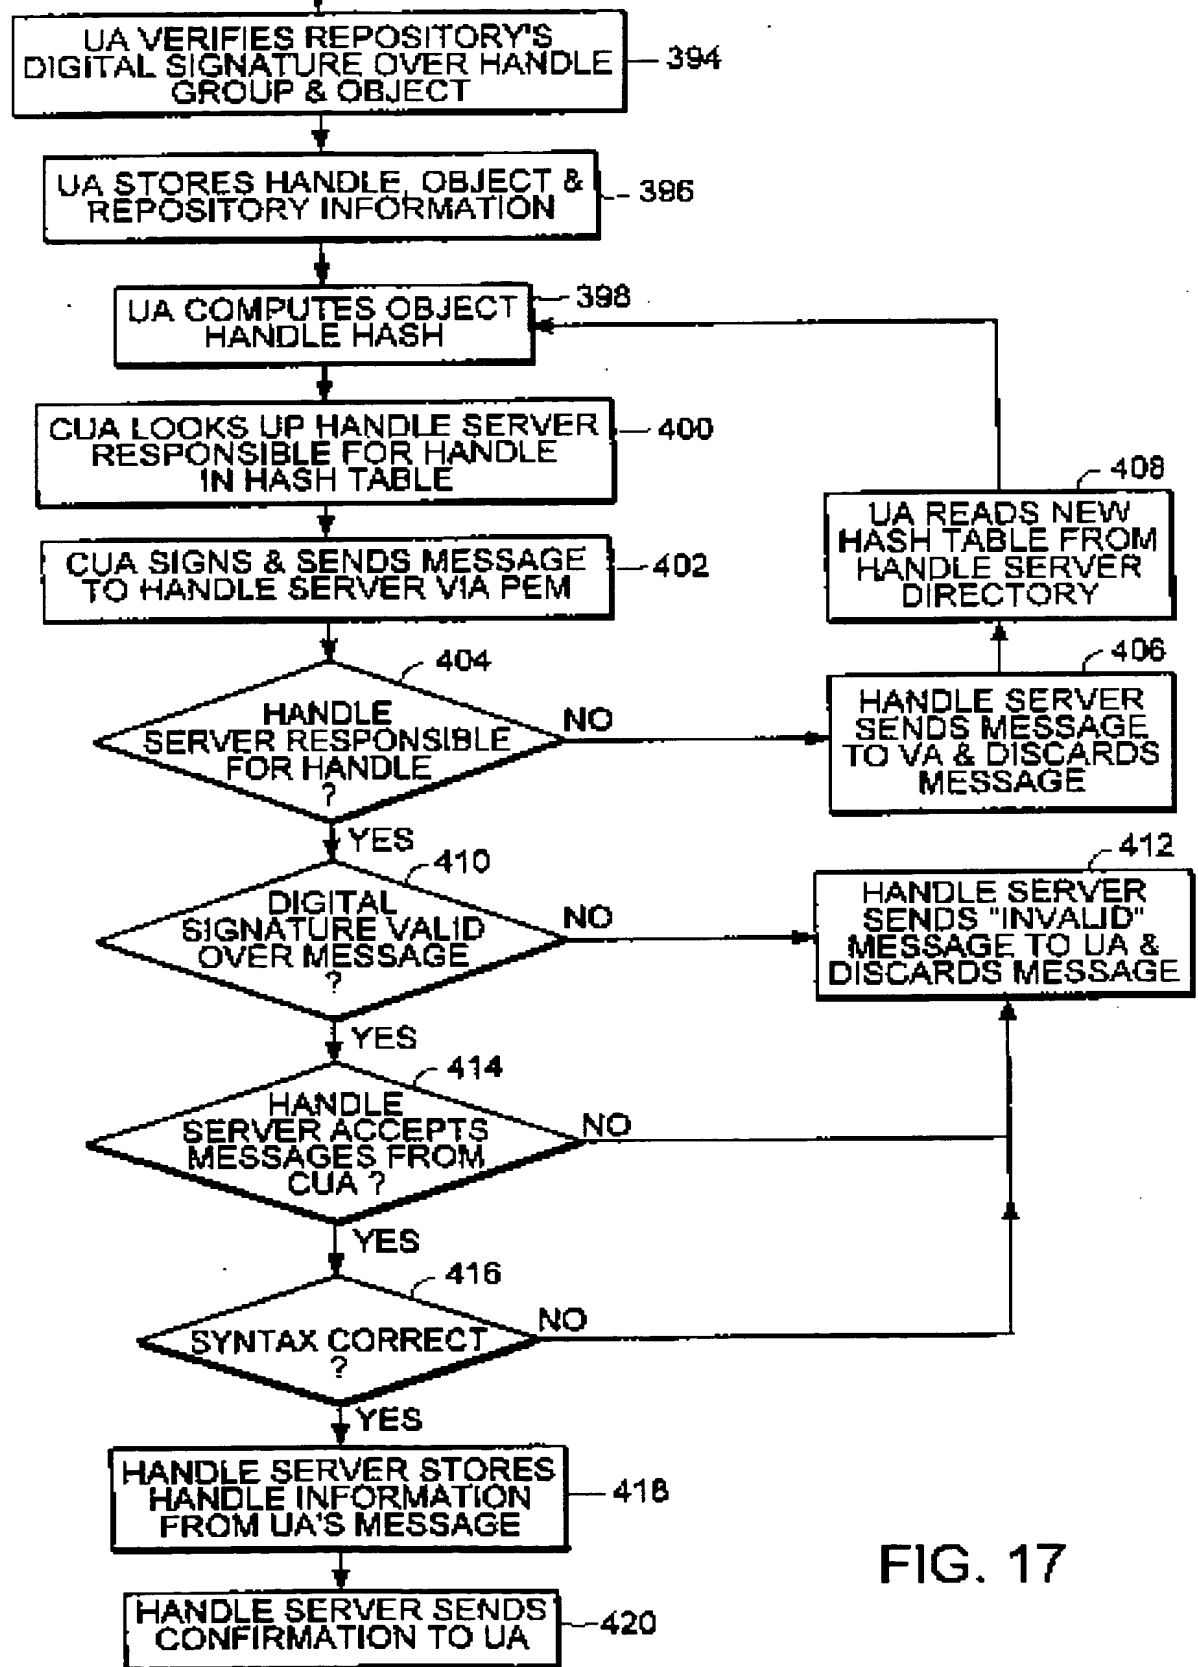 UA VERIFIES REPOSITORY'S
DIGITAL SIGNATURE OVER HANDLE
GROUP & OBJECT
394
UA STORES HANDLE, OBJECT &
REPOSITORY INFORMATION
396
UA COMPUTES OBJECT
HANDLE HASH
398
CUA LOOKS UP HANDLE SERVER
RESPONSIBLE FOR HANDLE
IN HASH TABLE
400
CUA SIGNS & SENDS MESSAGE
TO HANDLE SERVER VIA PEM
402
404
HANDLE
SERVER RESPONSIBLE
FOR HANDLE
?
NO
YES
406
HANDLE SERVER
SENDS MESSAGE
TO VA & DISCARDS
MESSAGE
408
UA READS NEW
HASH TABLE FROM
HANDLE SERVER
DIRECTORY
410
DIGITAL
SIGNATURE VALID
OVER MESSAGE
?
NO
YES
412
HANDLE SERVER
SENDS "INVALID"
MESSAGE TO UA &
DISCARDS MESSAGE
414
HANDLE
SERVER ACCEPTS
MESSAGES FROM
CUA ?
NO
YES
416
SYNTAX CORRECT
?
NO
YES
HANDLE SERVER STORES
HANDLE INFORMATION
FROM UA'S MESSAGE
418
HANDLE SERVER SENDS
CONFIRMATION TO UA
420
FIG. 17